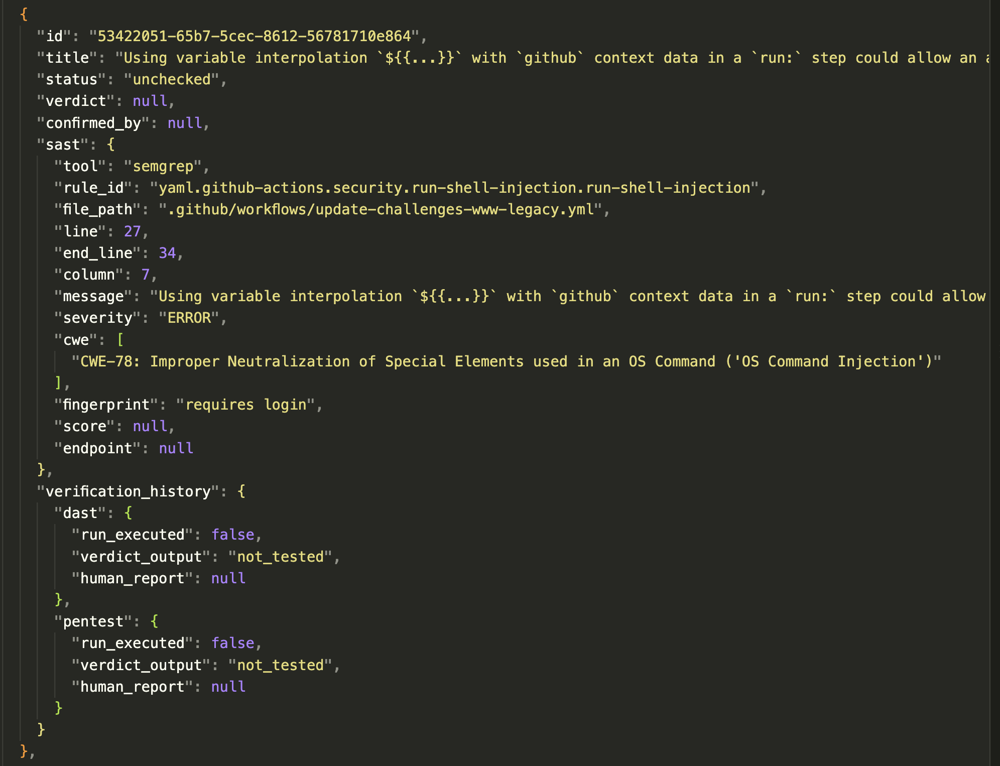 {
"id": "53422051-65b7-5cec-8612-56781710e864",
"title": "Using variable interpolation `${{...}}` with `github` context data in a `run:` step could allow an
"status": "unchecked",
"verdict": null,
"confirmed_by": null,
"sast": {
"tool": "semgrep",
"rule_id": "yaml.github-actions.security.run-shell-injection.run-shell-injection",
"file_path": ".github/workflows/update-challenges-www-legacy.yml",
"line": 27,
"end_line": 34,
"column": 7,
"message": "Using variable interpolation `${{...}}` with `github` context data in a `run:` step could allow
"severity": "ERROR",
"cwe": [
"CWE-78: Improper Neutralization of Special Elements used in an OS Command ('OS Command Injection')"
],
"fingerprint": "requires login",
"score": null,
"endpoint": null
},
"verification_history": {
"dast": {
"run_executed": false,
"verdict_output": "not_tested",
"human_report": null
},
"pentest": {
"run_executed": false,
"verdict_output": "not_tested",
"human_report": null
}
}
},